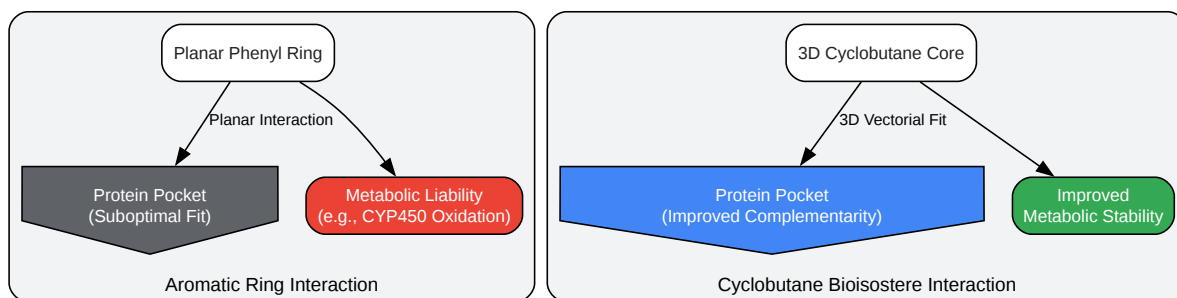 Planar Phenyl Ring
Planar Interaction
Protein Pocket
(Suboptimal Fit)
Metabolic Liability
(e.g., CYP450 Oxidation)
Aromatic Ring Interaction
3D Cyclobutane Core
3D Vectorial Fit
Protein Pocket
(Improved Complementarity)
Improved
Metabolic Stability
Cyclobutane Bioisostere Interaction